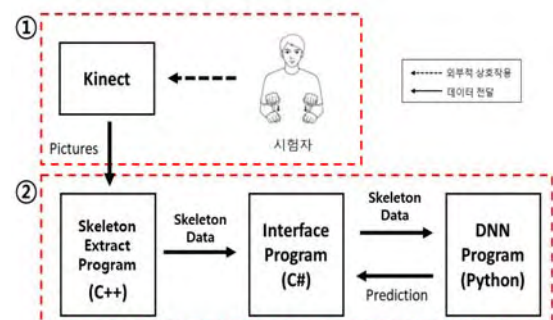 ①
Kinect
시험자
외부적 상호작용
데이터 전달
Pictures
②
Skeleton
Extract
Program
(C++)
Skeleton
Data
Interface
Program
(C#)
Skeleton
Data
Prediction
DNN
Program
(Python)